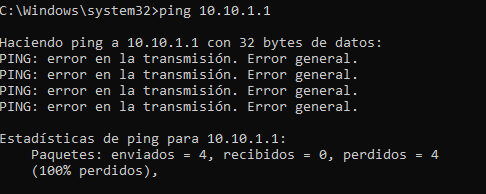 C:\Windows\system32>ping 10.10.1.1
Haciendo ping a 10.10.1.1 con 32 bytes de datos:
PING: error en la transmisión. Error general.
PING: error en la transmisión. Error general.
PING: error en la transmisión. Error general.
PING: error en la transmisión. Error general.
Estadísticas de ping para 10.10.1.1:
Paquetes: enviados = 4, recibidos = 0, perdidos = 4
(100% perdidos),